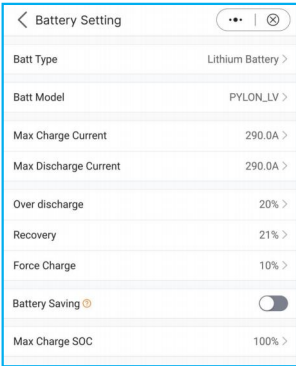 Battery Setting
Batt Type Lithium Battery >
Batt Model PYLON_LV >
Max Charge Current 290.0A >
Max Discharge Current 290.0A >
Over discharge 20% >
Recovery 21% >
Force Charge 10% >
Battery Saving ?
Max Charge SOC 100% >